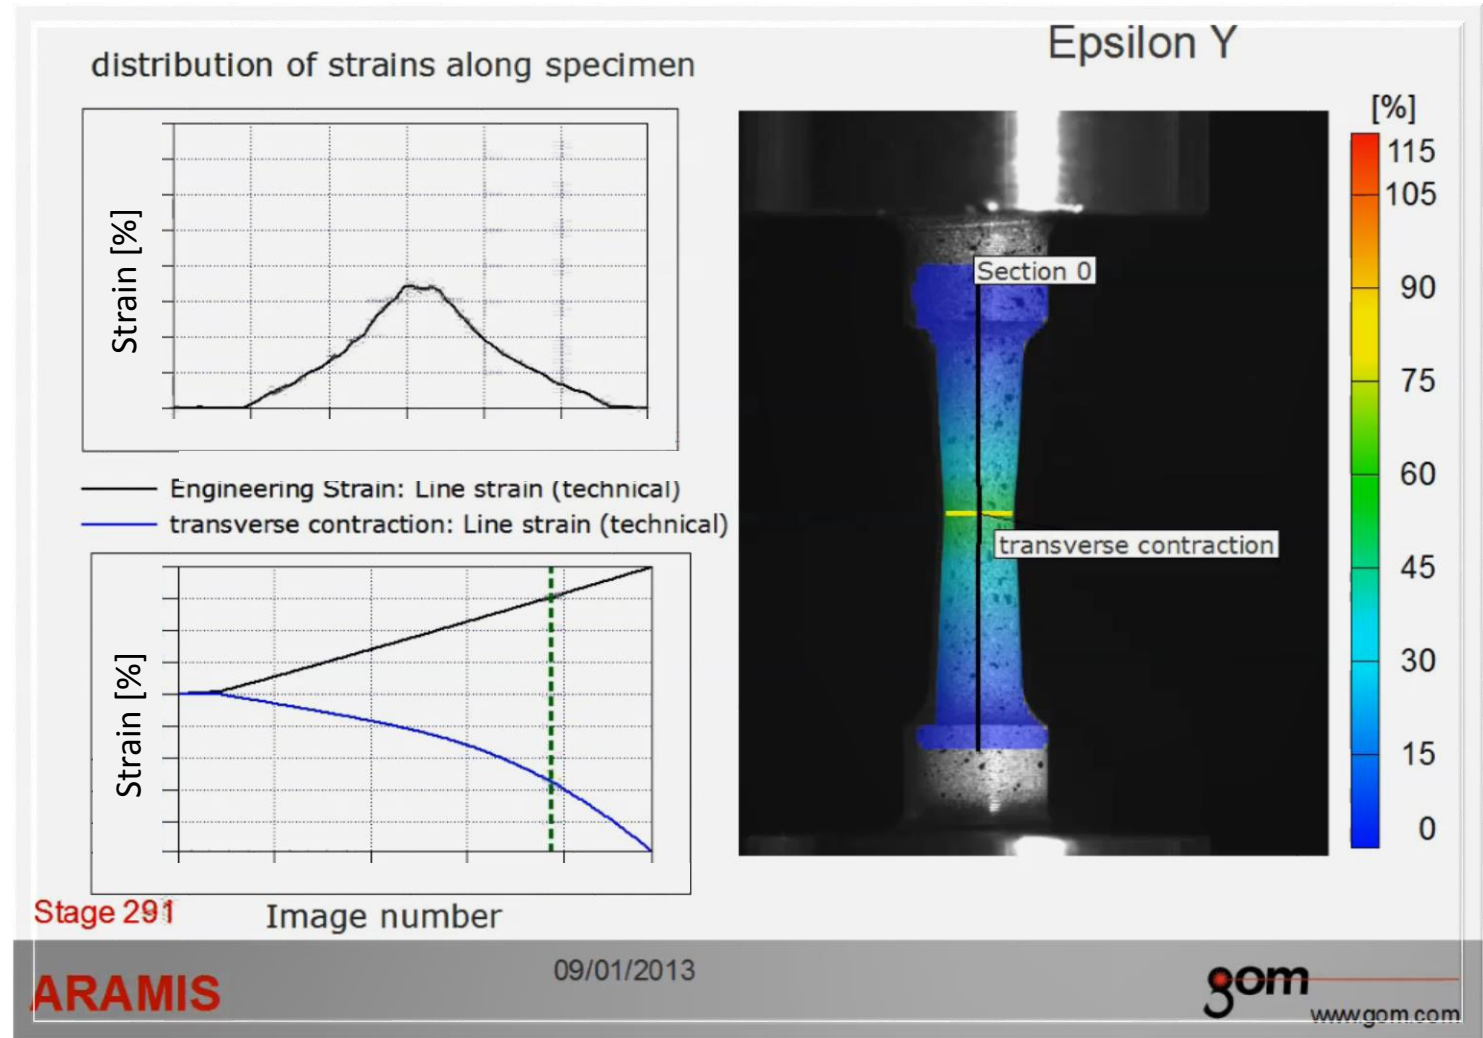 Epsilon Y
distribution of strains along specimen
Strain [%]
[%]
115
105
90
75
60
45
30
15
0
Section 0
transverse contraction
Engineering Strain: Line strain (technical)
transverse contraction: Line strain (technical)
Strain [%]
Stage 291
Image number
ARAMIS
09/01/2013
gom
www.gom.com